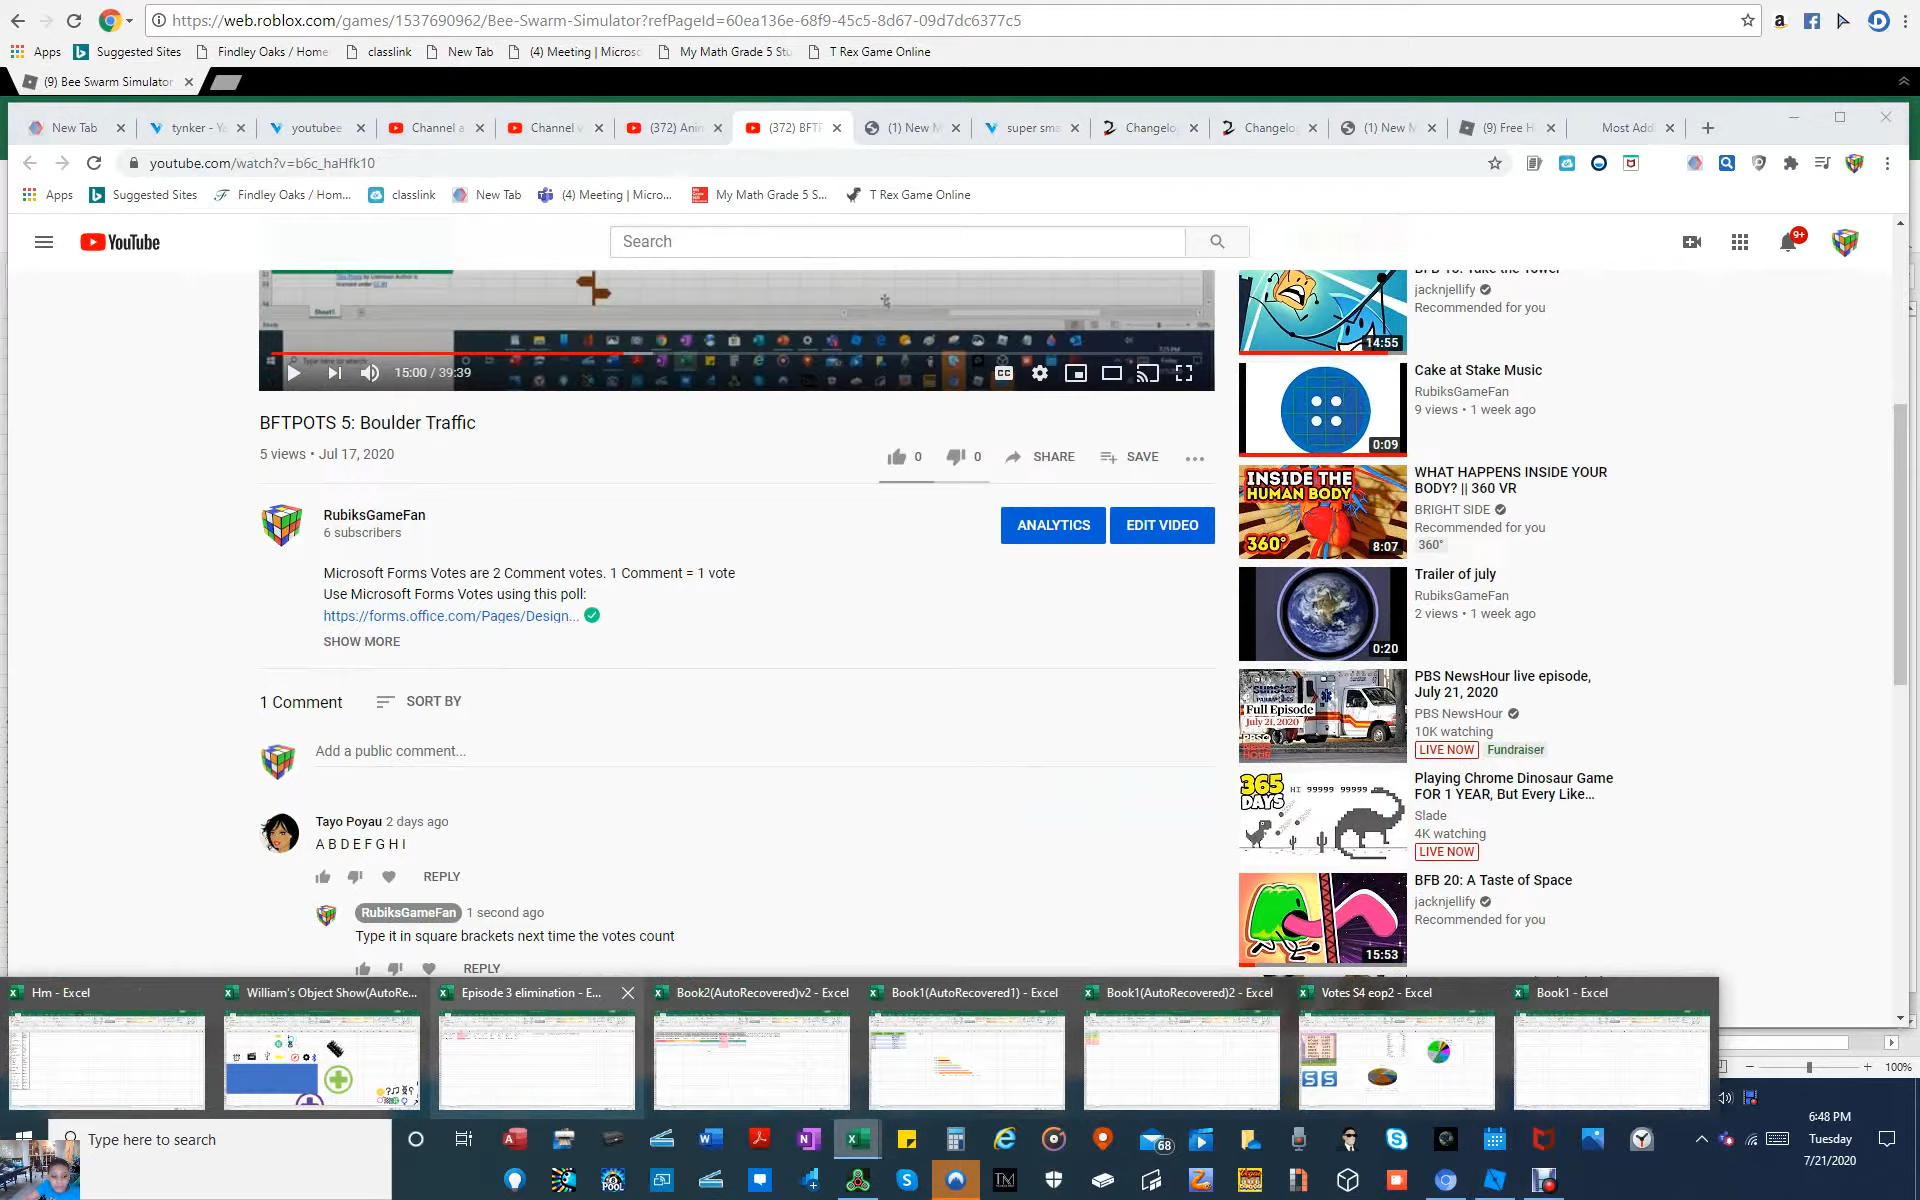 https://web.roblox.com/games/1537690962/Bee-Swarm-Simulator?refPageId=60ea136e-68f9-45c5-8d67-09d7dc6377c5
Apps Suggested Sites Findley Oaks / Home classlink New Tab (4) Meeting | Microso My Math Grade 5 Stu T Rex Game Online
(9) Bee Swarm Simulator
New Tab tynker - Ya youtubee Channel a Channel v (372) Anin (372) BFTP (1) New M super sma Changelog Changelog (1) New M (9) Free H Most Addi
youtube.com/watch?v=b6c_haHfk10
Apps Suggested Sites Findley Oaks / Hom... classlink New Tab (4) Meeting | Micro... My Math Grade 5 S... T Rex Game Online
YouTube
Search
9+
15:00 / 39:39
CC
BFTPOTS 5: Boulder Traffic
5 views • Jul 17, 2020
0 0 SHARE SAVE
RubiksGameFan
6 subscribers
ANALYTICS EDIT VIDEO
Microsoft Forms Votes are 2 Comment votes. 1 Comment = 1 vote
Use Microsoft Forms Votes using this poll:
https://forms.office.com/Pages/Design...
SHOW MORE
1 Comment SORT BY
Add a public comment...
Tayo Poyau 2 days ago
A B D E F G H I
REPLY
RubiksGameFan 1 second ago
Type it in square brackets next time the votes count
REPLY
jacknjellify
Recommended for you
14:55
Cake at Stake Music
RubiksGameFan
9 views • 1 week ago
0:09
WHAT HAPPENS INSIDE YOUR
BODY? || 360 VR
BRIGHT SIDE
Recommended for you
360°
INSIDE THE
HUMAN BODY
360°
8:07
Trailer of july
RubiksGameFan
2 views • 1 week ago
0:20
PBS NewsHour live episode,
July 21, 2020
PBS NewsHour
10K watching
LIVE NOW Fundraiser
Full Episode
July 21, 2020
Playing Chrome Dinosaur Game
FOR 1 YEAR, But Every Like...
Slade
4K watching
LIVE NOW
365
DAYS
HI 99999 99999
BFB 20: A Taste of Space
jacknjellify
Recommended for you
15:53
Hm - Excel
William's Object Show(AutoRe...
Episode 3 elimination - E...
Book2(AutoRecovered)v2 - Excel
Book1(AutoRecovered1) - Excel
Book1(AutoRecovered)2 - Excel
Votes S4 eop2 - Excel
Book1 - Excel
100%
Type here to search
68
6:48 PM
Tuesday
7/21/2020